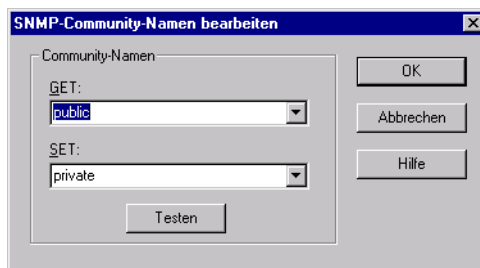 SNMP-Community-Namen bearbeiten
Community-Namen
GET:
public
SET:
private
Testen
OK
Abbrechen
Hilfe